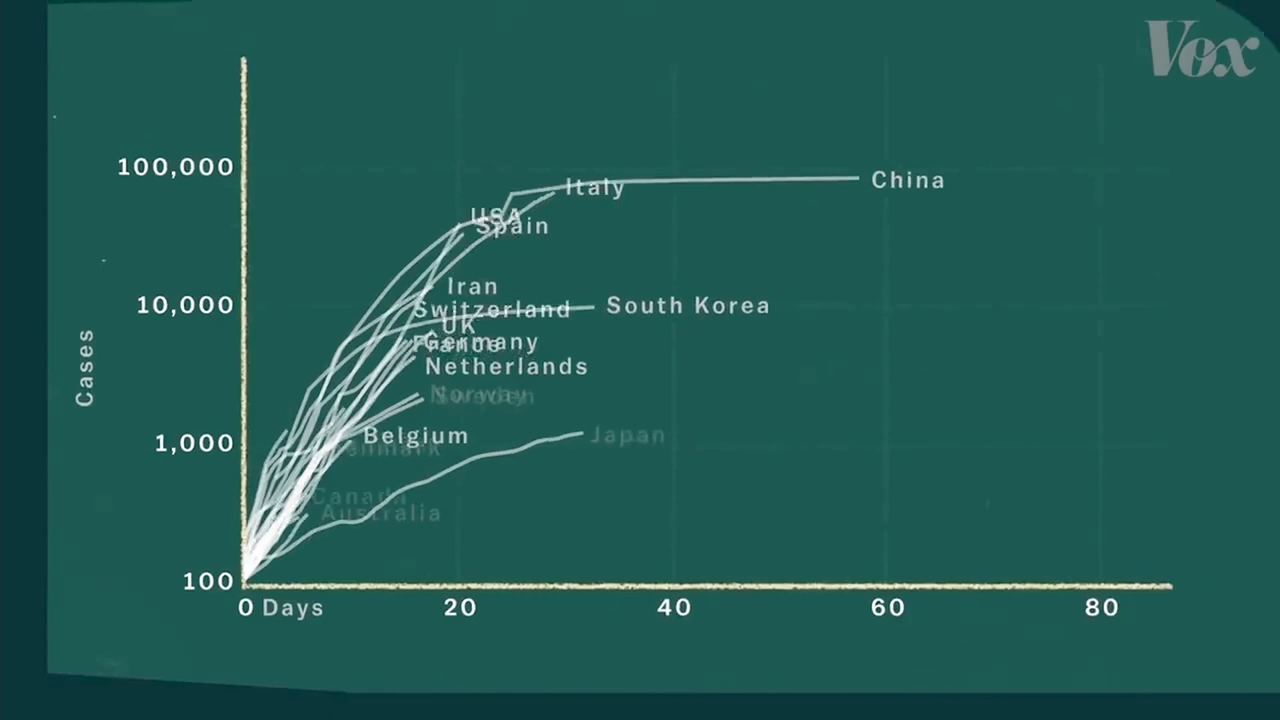 Vox
100,000
Italy
China
USA
Spain
Iran
10,000
Switzerland
South Korea
UK
Germany
France
Netherlands
Cases
Norway
Sweden
1,000
Belgium
Japan
Denmark
Canada
Australia
100
0 Days 20 40 60 80